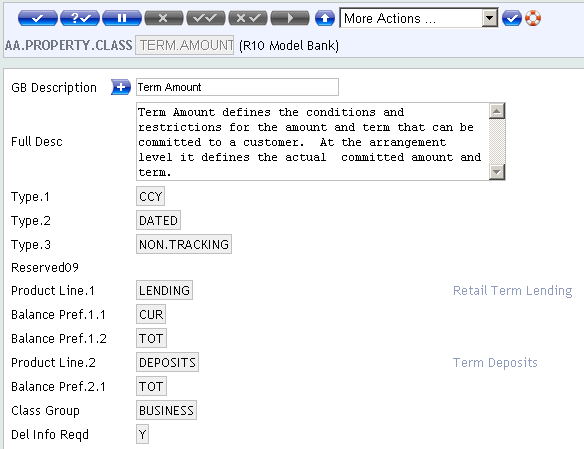 More Actions ...
AA.PROPERTY.CLASS TERM.AMOUNT (R10 Model Bank)
GB Description Term Amount
Full Desc
Term Amount defines the conditions and
restrictions for the amount and term that can be
committed to a customer.  At the arrangement
level it defines the actual  committed amount and
term.
Type.1 CCY
Type.2 DATED
Type.3 NON.TRACKING
Reserved09
Product Line.1 LENDING Retail Term Lending
Balance Pref.1.1 CUR
Balance Pref.1.2 TOT
Product Line.2 DEPOSITS Term Deposits
Balance Pref.2.1 TOT
Class Group BUSINESS
Del Info Reqd Y